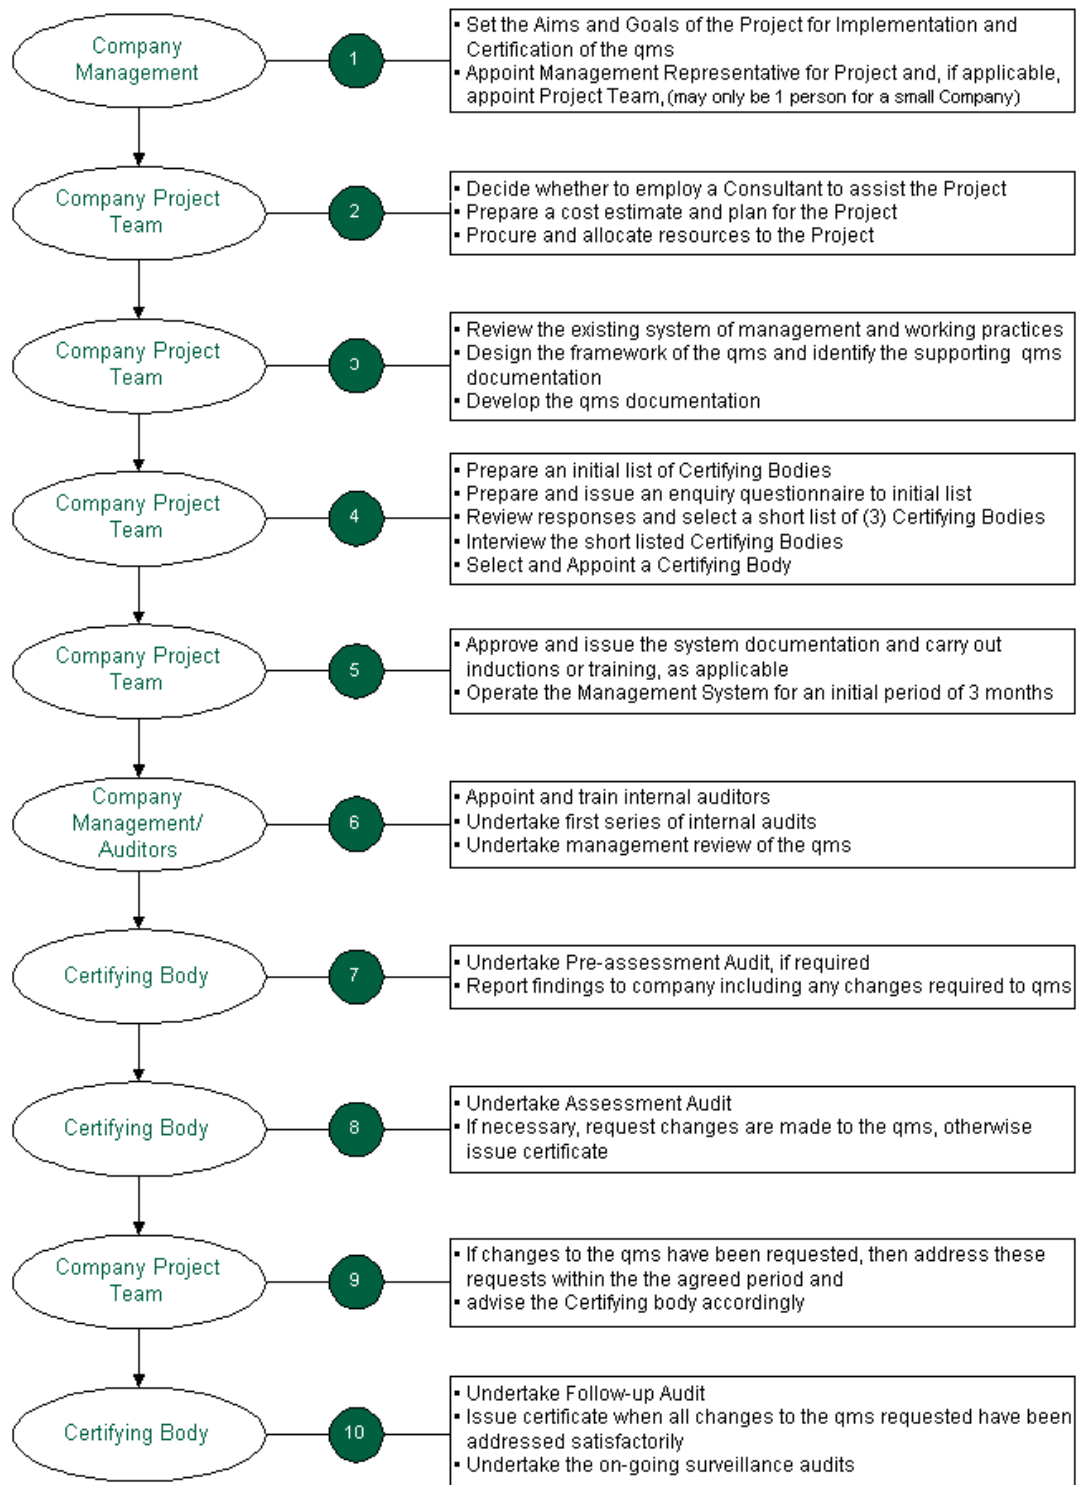 Company
Management
1
▪ Set the Aims and Goals of the Project for Implementation and
Certification of the qms
▪ Appoint Management Representative for Project and, if applicable,
appoint Project Team, (may only be 1 person for a small Company)
Company Project
Team
2
▪ Decide whether to employ a Consultant to assist the Project
▪ Prepare a cost estimate and plan for the Project
▪ Procure and allocate resources to the Project
Company Project
Team
3
▪ Review the existing system of management and working practices
▪ Design the framework of the qms and identify the supporting qms
documentation
▪ Develop the qms documentation
Company Project
Team
4
▪ Prepare an initial list of Certifying Bodies
▪ Prepare and issue an enquiry questionnaire to initial list
▪ Review responses and select a short list of (3) Certifying Bodies
▪ Interview the short listed Certifying Bodies
▪ Select and Appoint a Certifying Body
Company Project
Team
5
▪ Approve and issue the system documentation and carry out
inductions or training, as applicable
▪ Operate the Management System for an initial period of 3 months
Company
Management/
Auditors
6
▪ Appoint and train internal auditors
▪ Undertake first series of internal audits
▪ Undertake management review of the qms
Certifying Body
7
▪ Undertake Pre-assessment Audit, if required
▪ Report findings to company including any changes required to qms
Certifying Body
8
▪ Undertake Assessment Audit
▪ If necessary, request changes are made to the qms, otherwise
issue certificate
Company Project
Team
9
▪ If changes to the qms have been requested, then address these
requests within the the agreed period and
▪ advise the Certifying body accordingly
Certifying Body
10
▪ Undertake Follow-up Audit
▪ Issue certificate when all changes to the qms requested have been
addressed satisfactorily
▪ Undertake the on-going surveillance audits